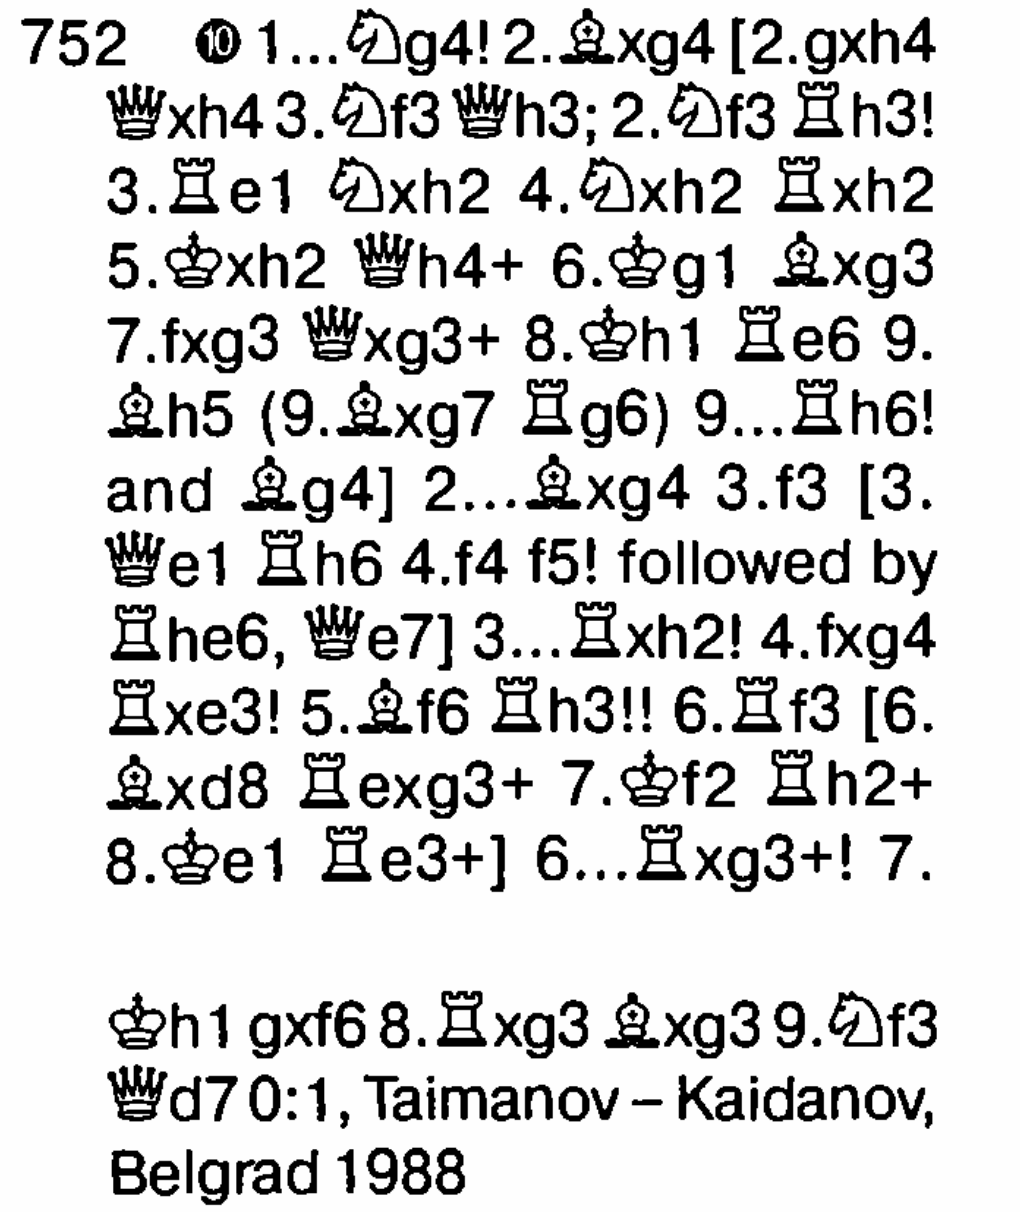 752 ❿ 1...♘g4! 2.♗xg4 [2.gxh4
♕xh4 3.♘f3 ♕h3; 2.♘f3 ♖h3!
3.♖e1 ♘xh2 4.♘xh2 ♖xh2
5.♔xh2 ♕h4+ 6.♔g1 ♗xg3
7.fxg3 ♕xg3+ 8.♔h1 ♖e6 9.
♗h5 (9.♗xg7 ♖g6) 9...♖h6!
and ♗g4] 2...♗xg4 3.f3 [3.
♕e1 ♖h6 4.f4 f5! followed by
♖he6, ♕e7] 3...♖xh2! 4.fxg4
♖xe3! 5.♗f6 ♖h3!! 6.♖f3 [6.
♗xd8 ♖exg3+ 7.♔f2 ♖h2+
8.♔e1 ♖e3+] 6...♖xg3+! 7.
♔h1 gxf6 8.♖xg3 ♗xg3 9.♘f3
♕d7 0:1, Taimanov – Kaidanov,
Belgrad 1988